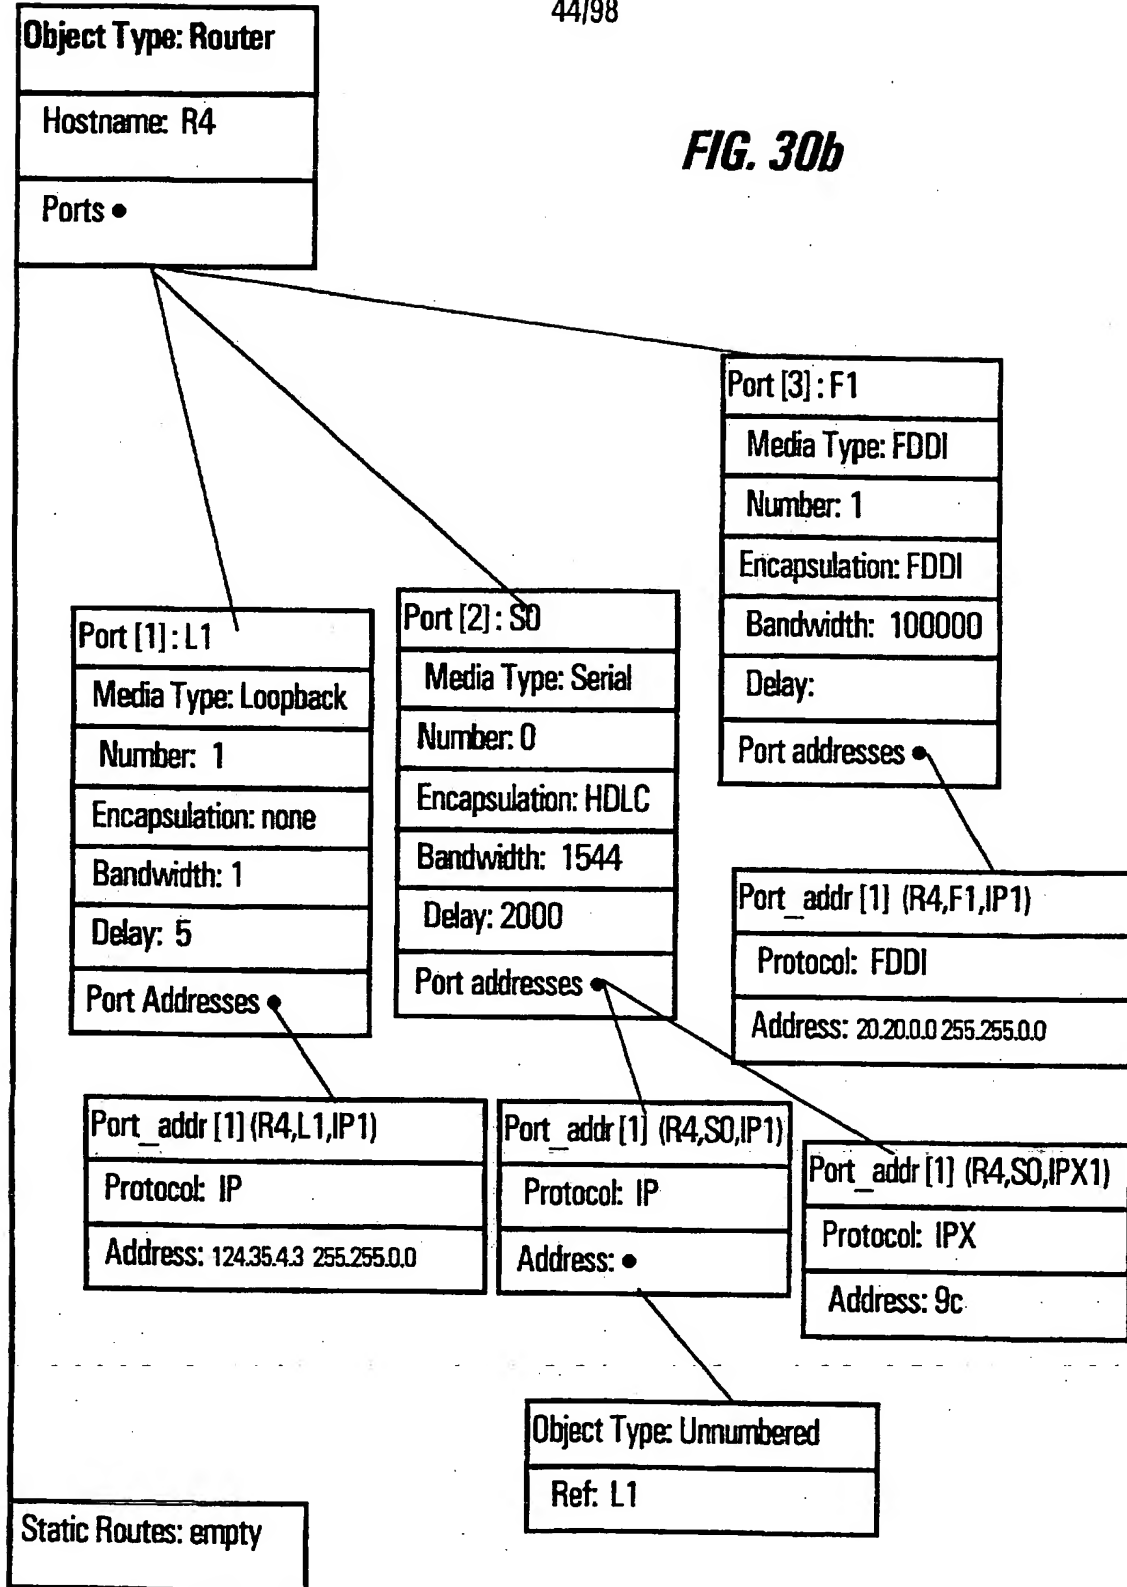 44/98
Object Type: Router
Hostname: R4
Ports
FIG. 30b
Port [1] : L1
Media Type: Loopback
Number: 1
Encapsulation: none
Bandwidth: 1
Delay: 5
Port Addresses
Port_addr [1] (R4,L1,IP1)
Protocol: IP
Address: 124.35.4.3 255.255.0.0
Port [2] : S0
Media Type: Serial
Number: 0
Encapsulation: HDLC
Bandwidth: 1544
Delay: 2000
Port addresses
Port_addr [1] (R4,S0,IP1)
Protocol: IP
Address:
Object Type: Unnumbered
Ref: L1
Port_addr [1] (R4,S0,IPX1)
Protocol: IPX
Address: 9c
Port [3] : F1
Media Type: FDDI
Number: 1
Encapsulation: FDDI
Bandwidth: 100000
Delay:
Port addresses
Port_addr [1] (R4,F1,IP1)
Protocol: FDDI
Address: 20.20.0.0 255.255.0.0
Static Routes: empty